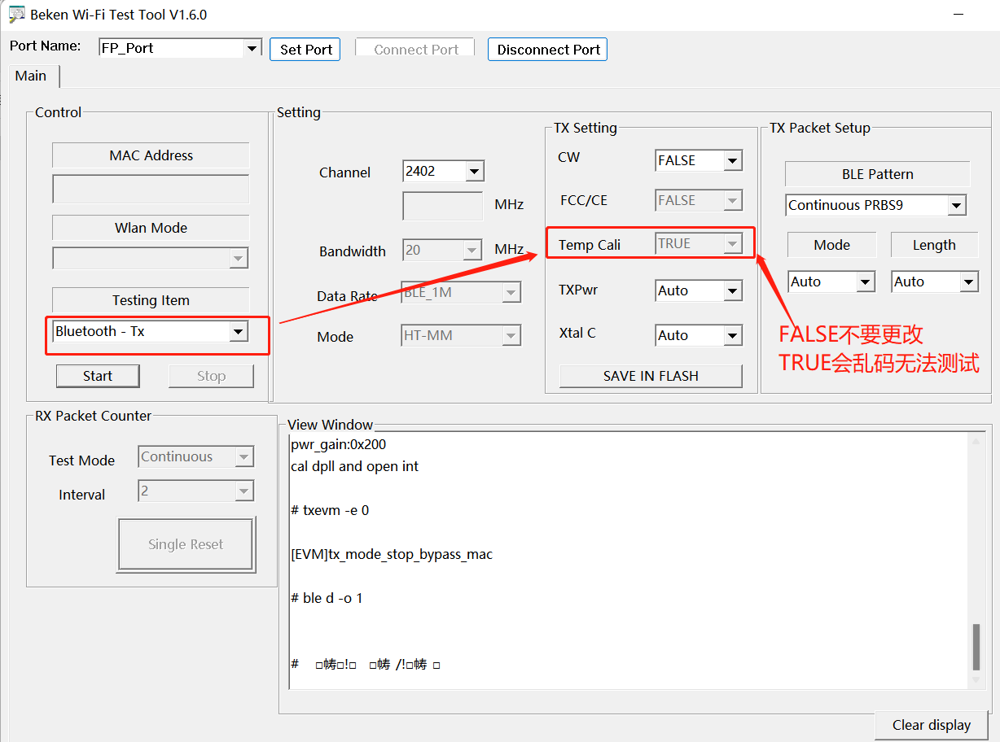 Beken Wi-Fi Test Tool V1.6.0
Port Name:
FP_Port
Set Port
Connect Port
Disconnect Port
Main
Control
MAC Address
Wlan Mode
Testing Item
Bluetooth - Tx
Start
Stop
Setting
Channel
2402
MHz
Bandwidth
20
MHz
Data Rate
BLE_1M
Mode
HT-MM
TX Setting
CW
FALSE
FCC/CE
FALSE
Temp Cali
TRUE
TXPwr
Auto
Xtal C
Auto
SAVE IN FLASH
TX Packet Setup
BLE Pattern
Continuous PRBS9
Mode
Length
Auto
Auto
FALSE不要更改
TRUE会乱码无法测试
RX Packet Counter
Test Mode
Continuous
Interval
2
Single Reset
View Window
pwr_gain:0x200
cal dpll and open int
# txevm -e 0
[EVM]tx_mode_stop_bypass_mac
# ble d -o 1
# □帱□!□ □帱 /!□帱 □
Clear display